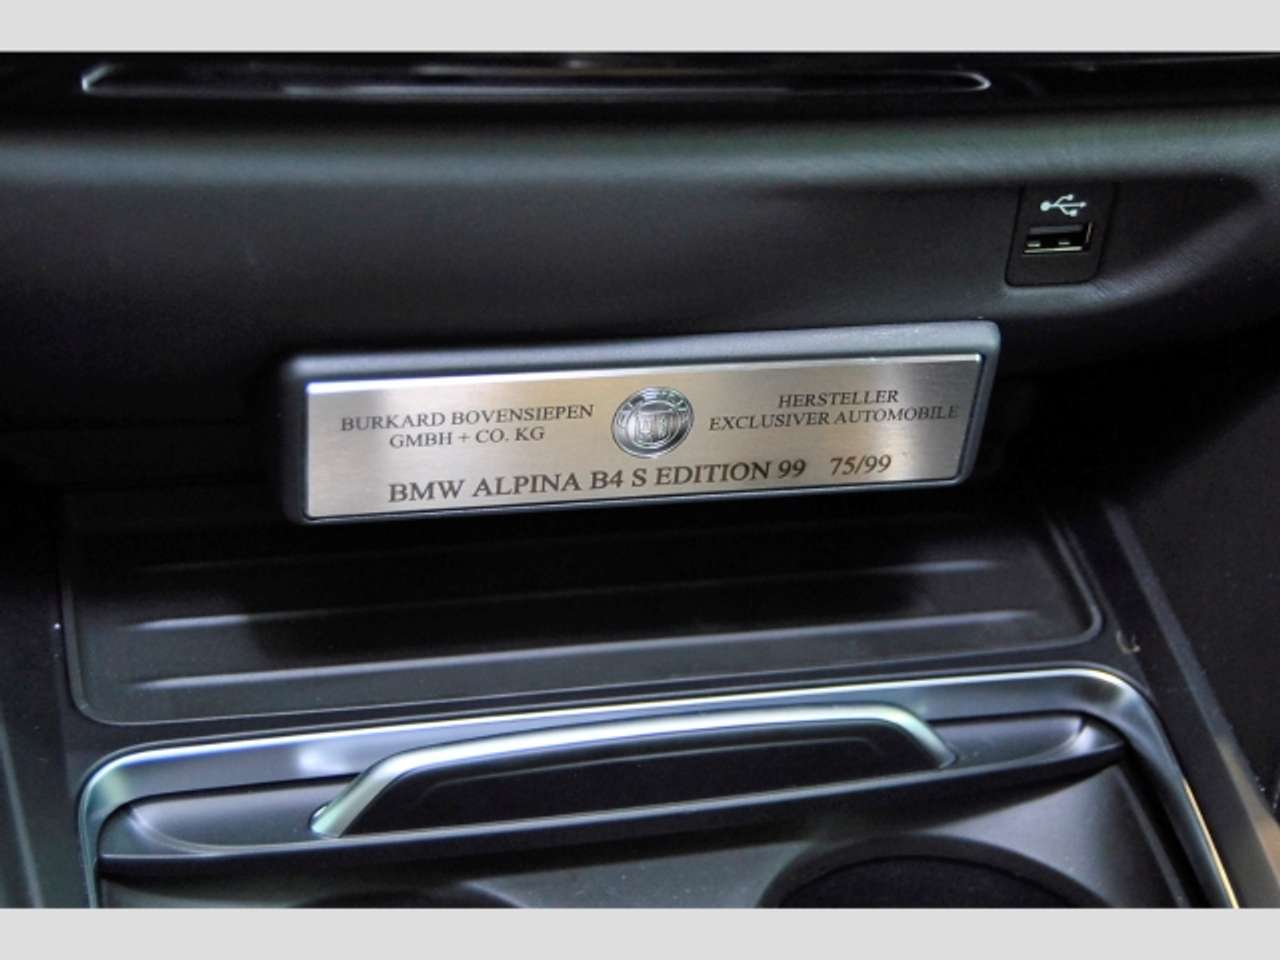 BURKARD BOVENSIEPEN
GMBH + CO. KG
HERSTELLER
EXCLUSIVER AUTOMOBILE
BMW ALPINA B4 S EDITION 99 75/99